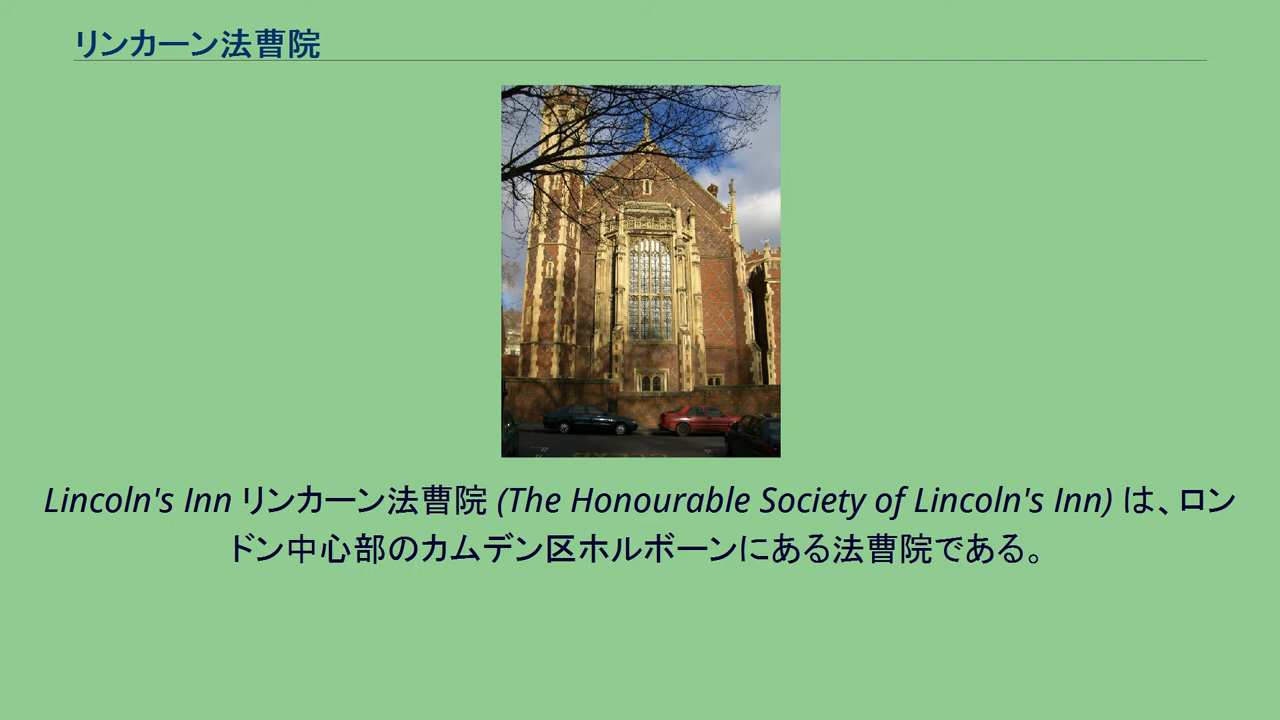 リンカーン法曹院
Lincoln's Inn リンカーン法曹院 (The Honourable Society of Lincoln's Inn) は、ロン
ドン中心部のカムデン区ホルボーンにある法曹院である。